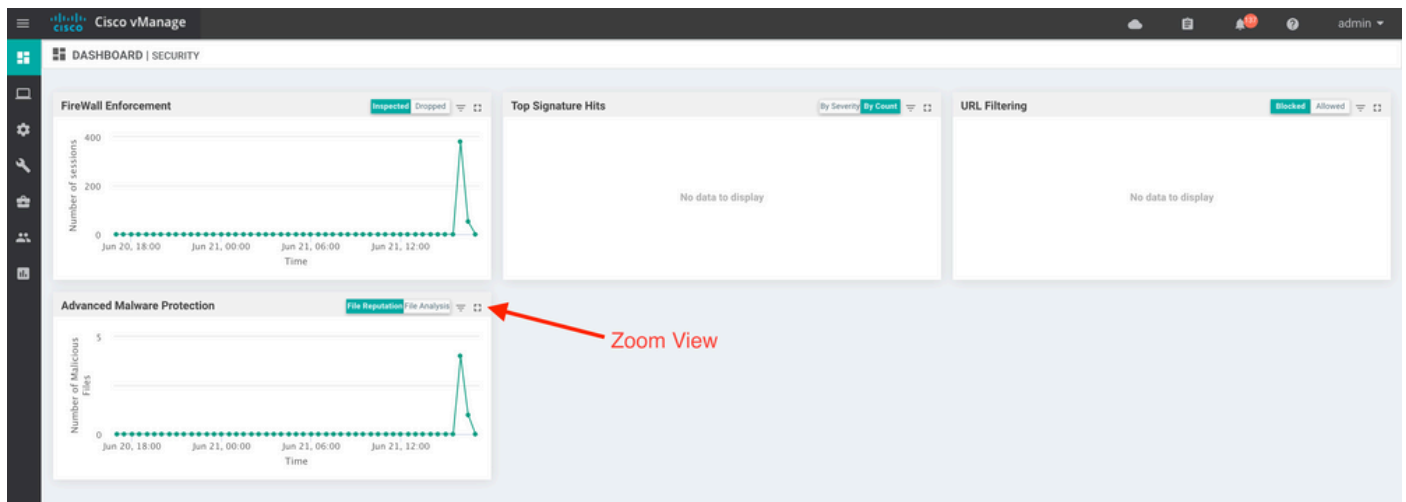 cisco Cisco vManage admin
DASHBOARD | SECURITY
FireWall Enforcement Inspected Dropped
Number of sessions
400
200
0
Jun 20, 18:00 Jun 21, 00:00 Jun 21, 06:00 Jun 21, 12:00
Time
Top Signature Hits By Severity By Count
No data to display
URL Filtering Blocked Allowed
No data to display
Advanced Malware Protection File Reputation File Analysis
Number of Malicious
Files
5
0
Jun 20, 18:00 Jun 21, 00:00 Jun 21, 06:00 Jun 21, 12:00
Time
Zoom View